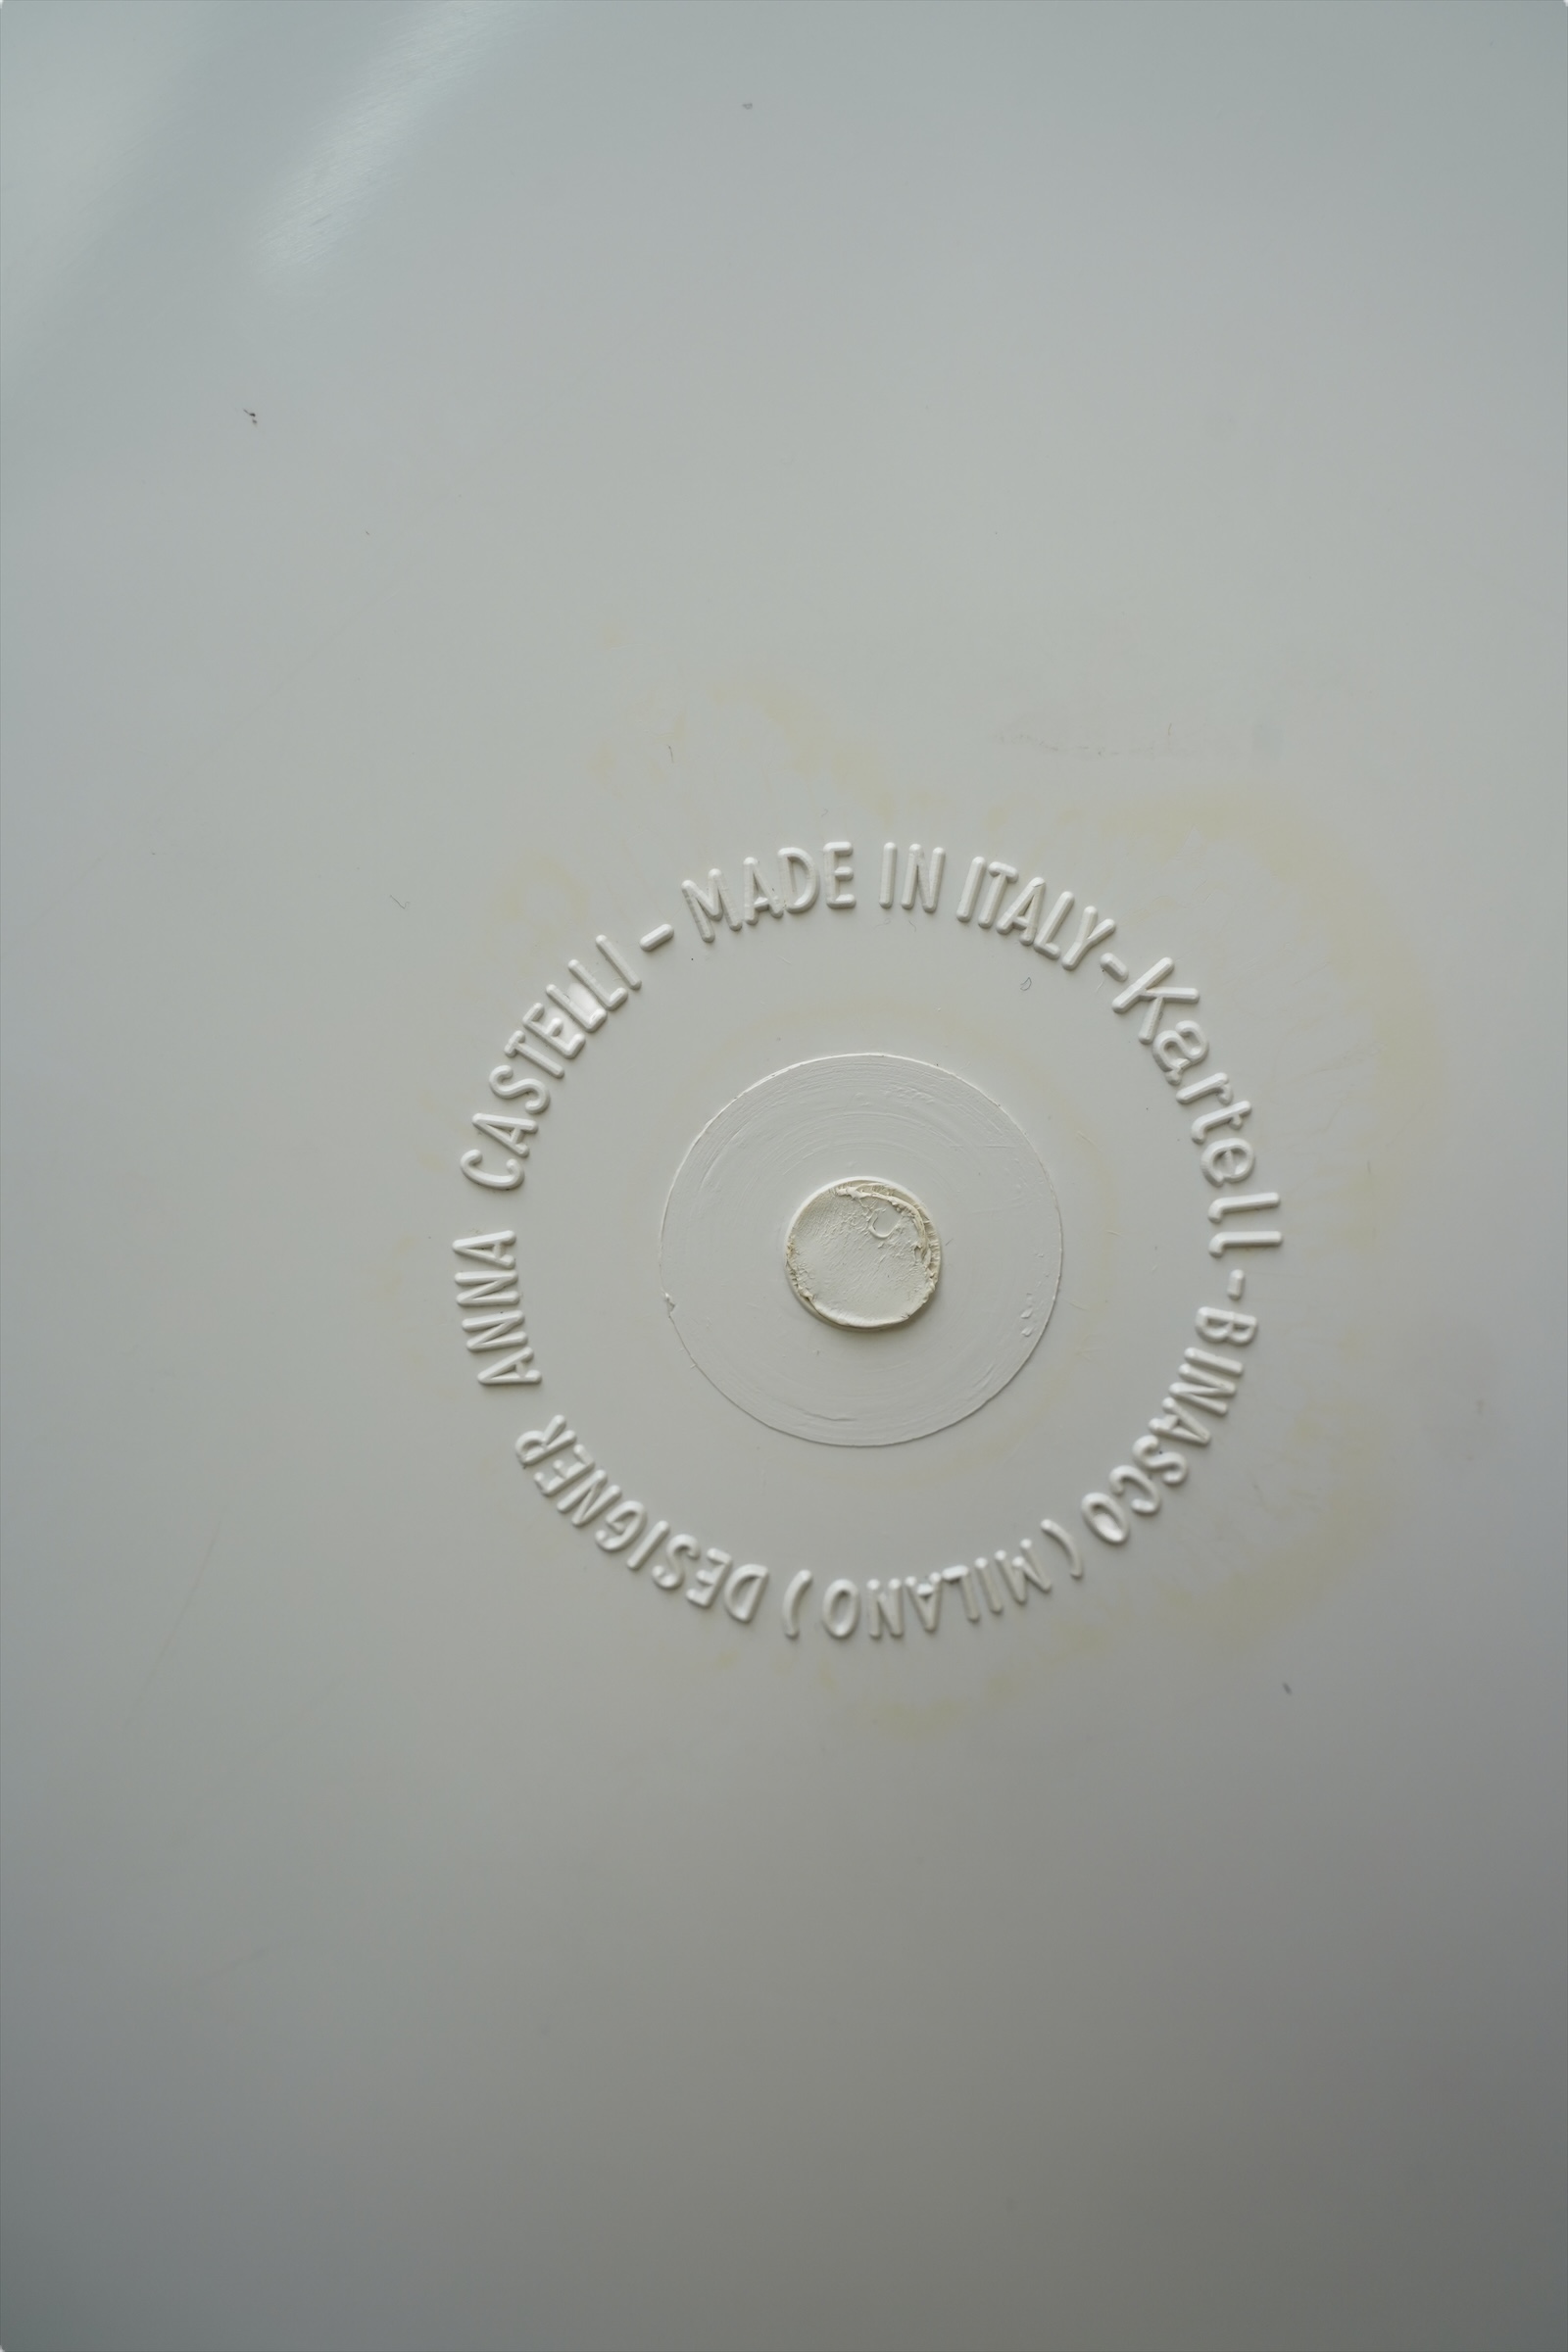 MADE IN ITALY-Kartell-BINASCO (MILANO) DESIGNER ANNA CASTELLI -